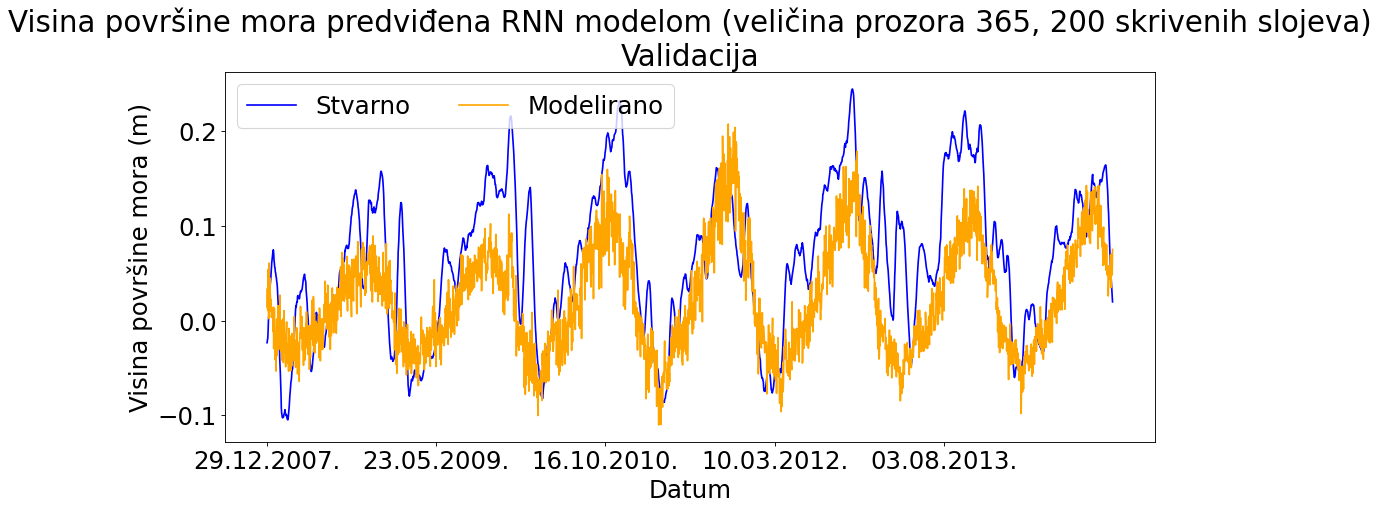 Visina površine mora predviđena RNN modelom (veličina prozora 365, 200 skrivenih slojeva)
Validacija
Stvarno
Modelirano
Visina površine mora (m)
0.2
0.1
0.0
−0.1
29.12.2007.
23.05.2009.
16.10.2010.
10.03.2012.
03.08.2013.
Datum